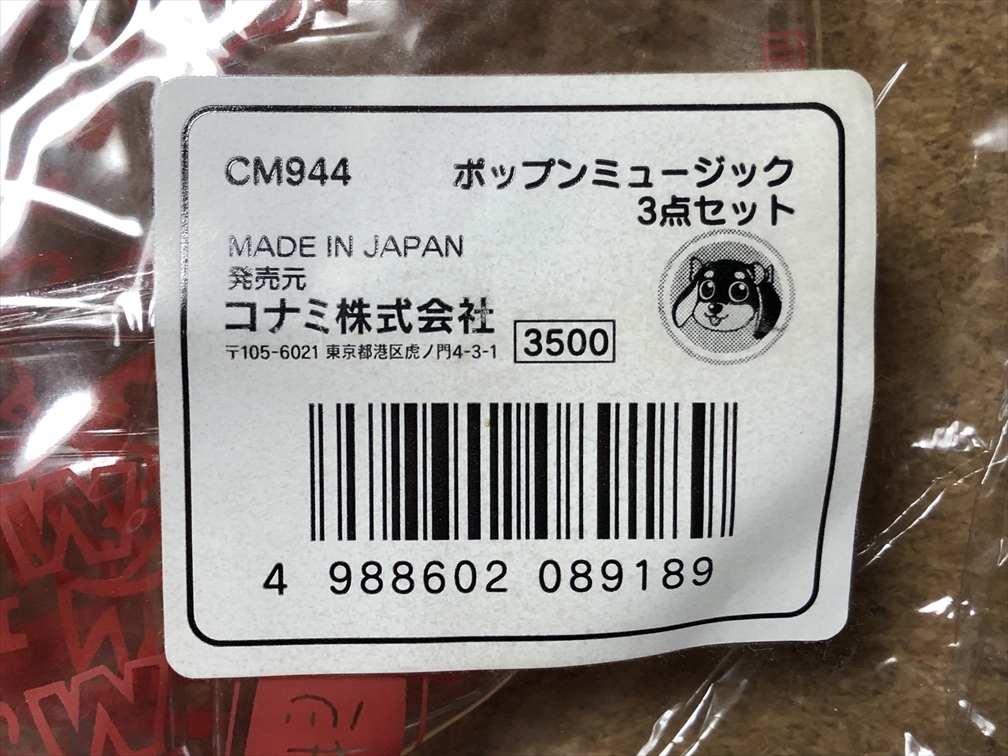 CM944 ポップンミュージック
3点セット
MADE IN JAPAN
発売元
コナミ株式会社
〒105-6021 東京都港区虎ノ門4-3-1 3500
4 988602 089189